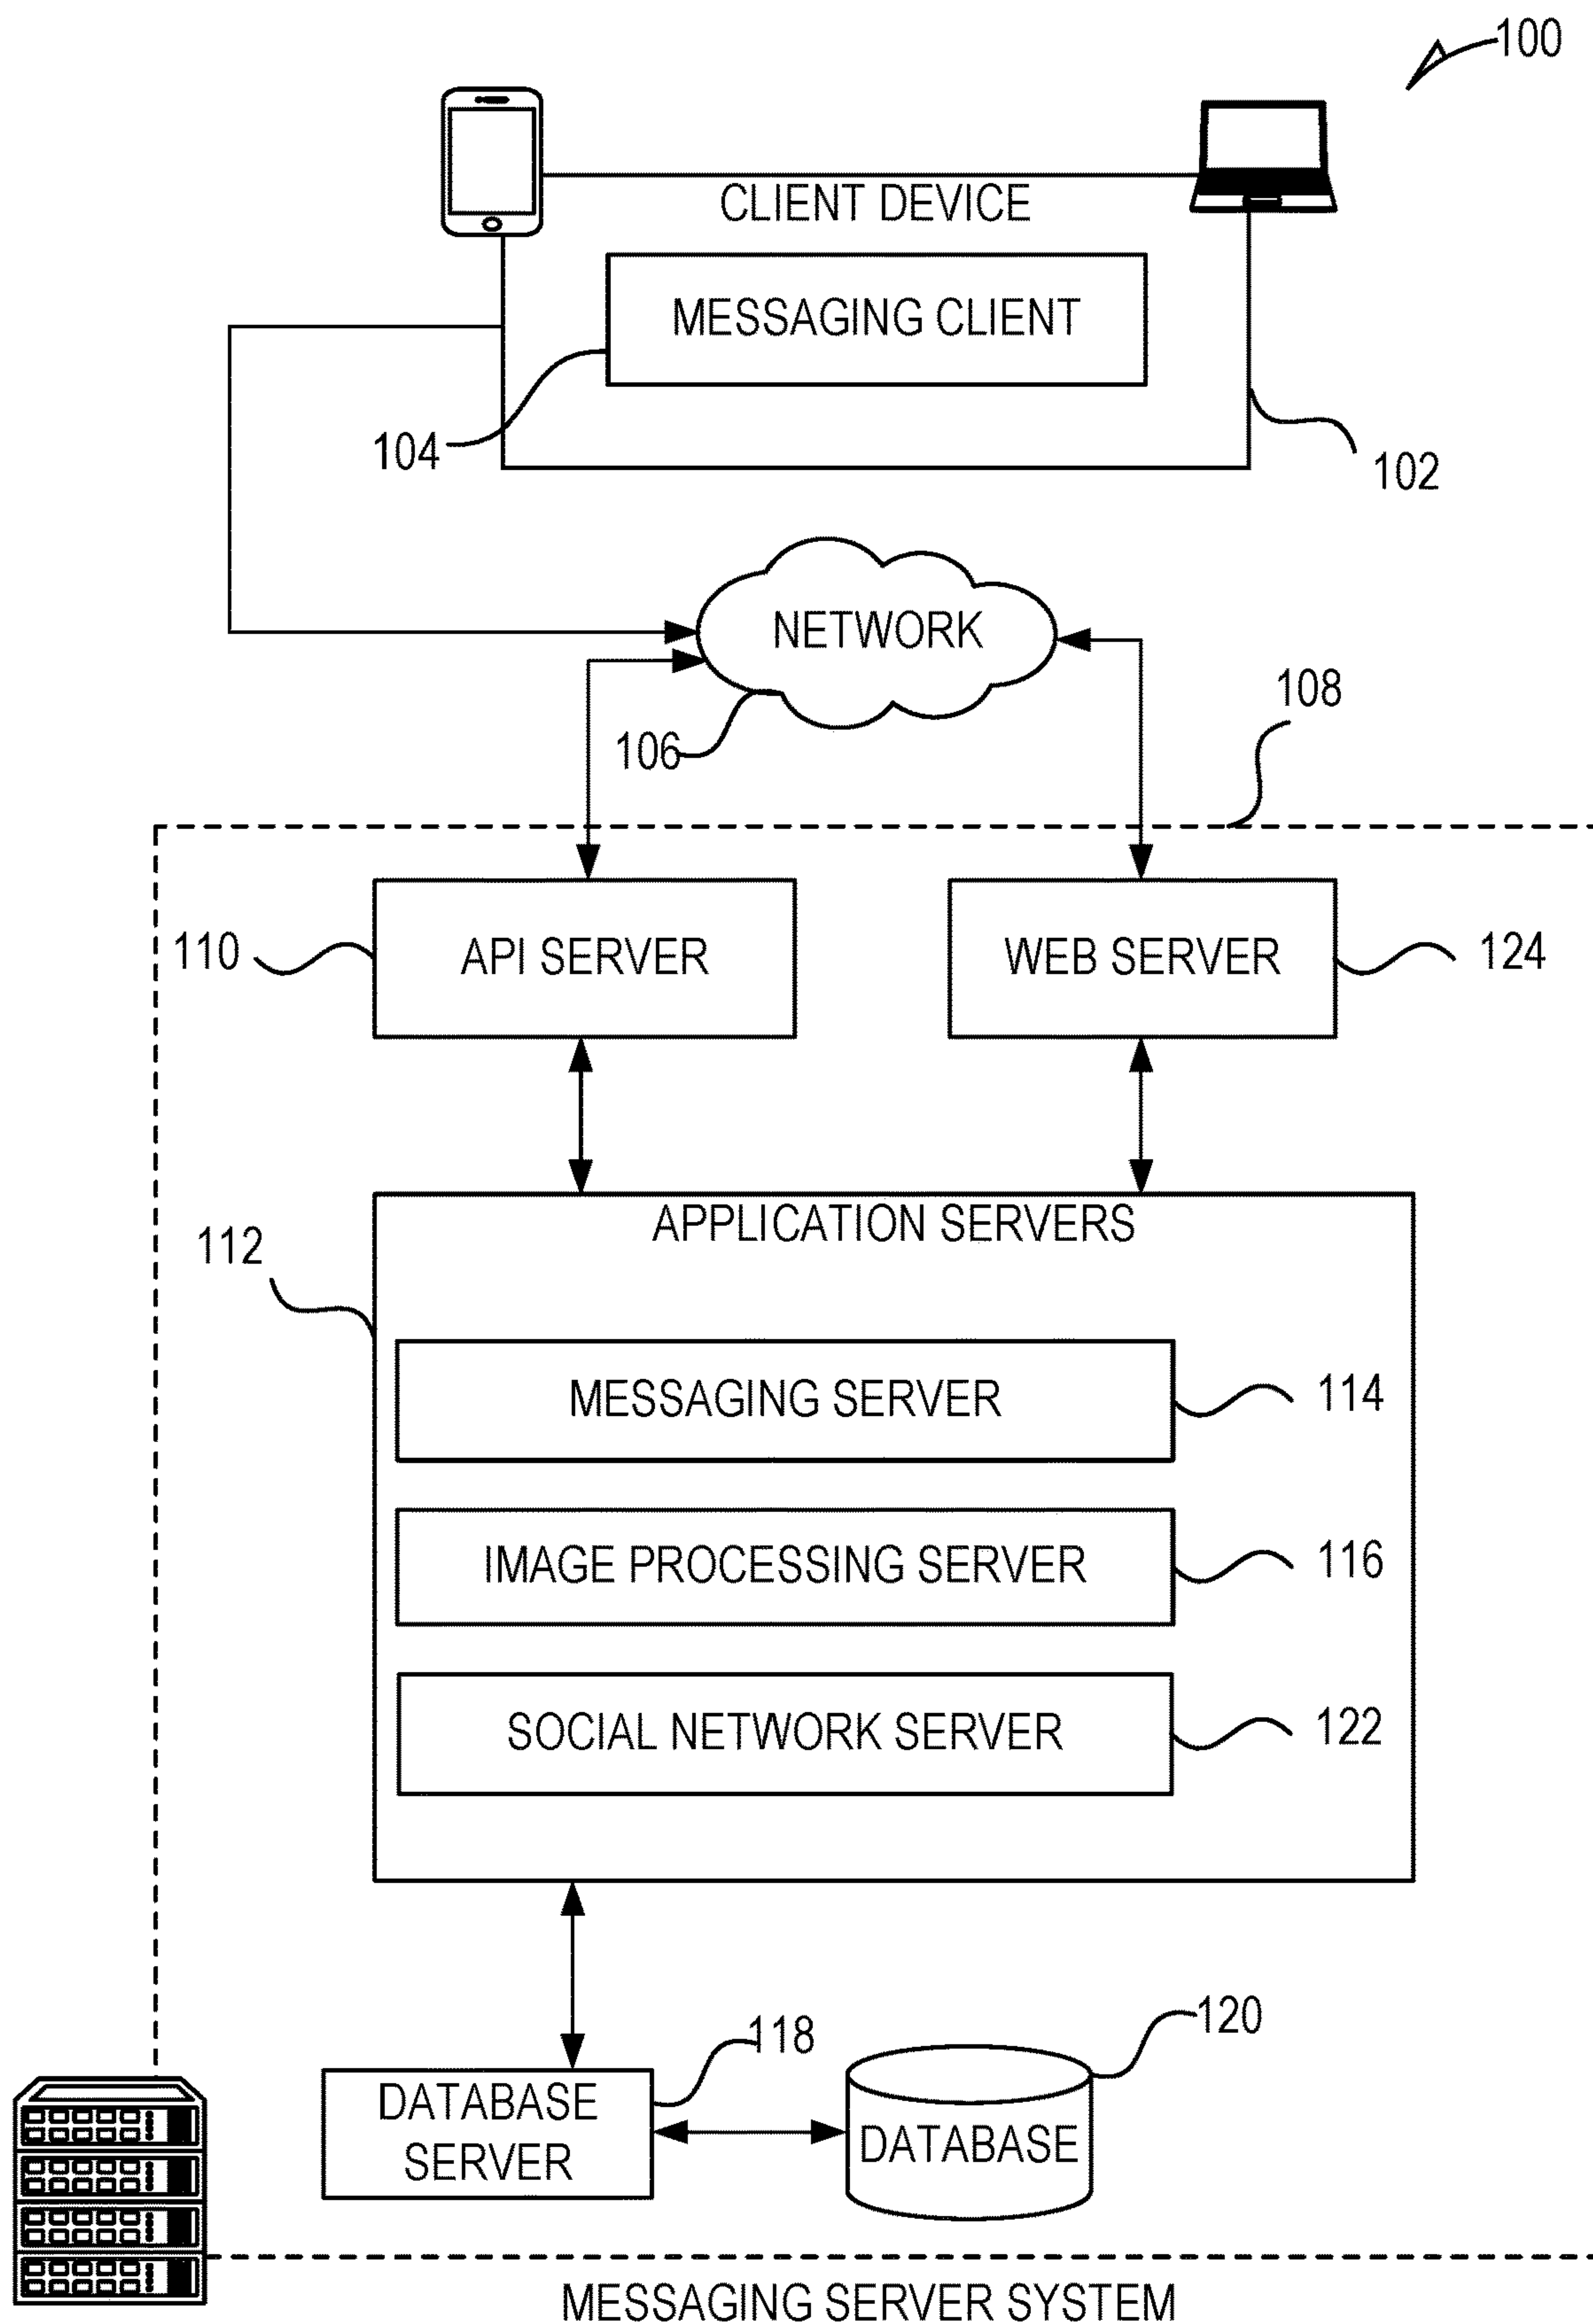 100
CLIENT DEVICE
MESSAGING CLIENT
104
102
NETWORK
106
108
110
API SERVER
WEB SERVER
124
APPLICATION SERVERS
112
MESSAGING SERVER
114
IMAGE PROCESSING SERVER
116
SOCIAL NETWORK SERVER
122
118
120
DATABASE
SERVER
DATABASE
MESSAGING SERVER SYSTEM